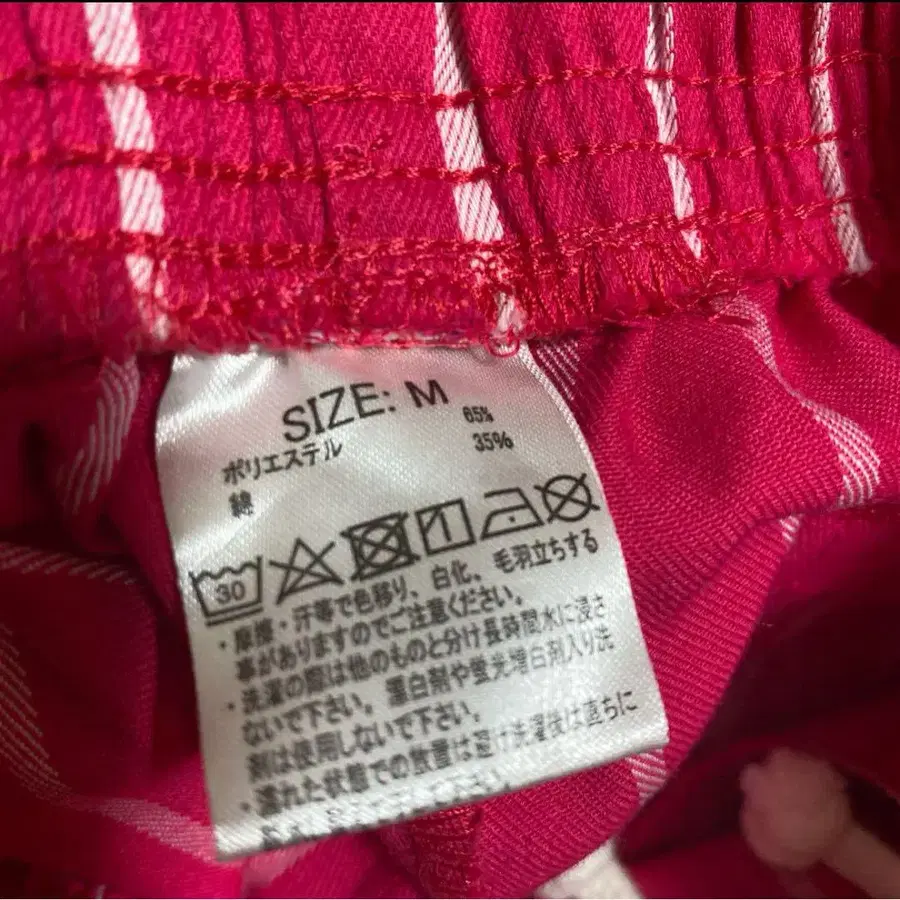 SIZE: M
ポリエステル 65%
綿 35%
30
・摩擦・汗等で色移り、白化、毛羽立ちする
事がありますのでご注意ください。
・洗濯の際は他のものと分け長時間水に浸さ
ないで下さい。漂白剤や蛍光増白剤入り洗
剤は使用しないで下さい。
・濡れた状態での放置は避け洗濯後は直ちに